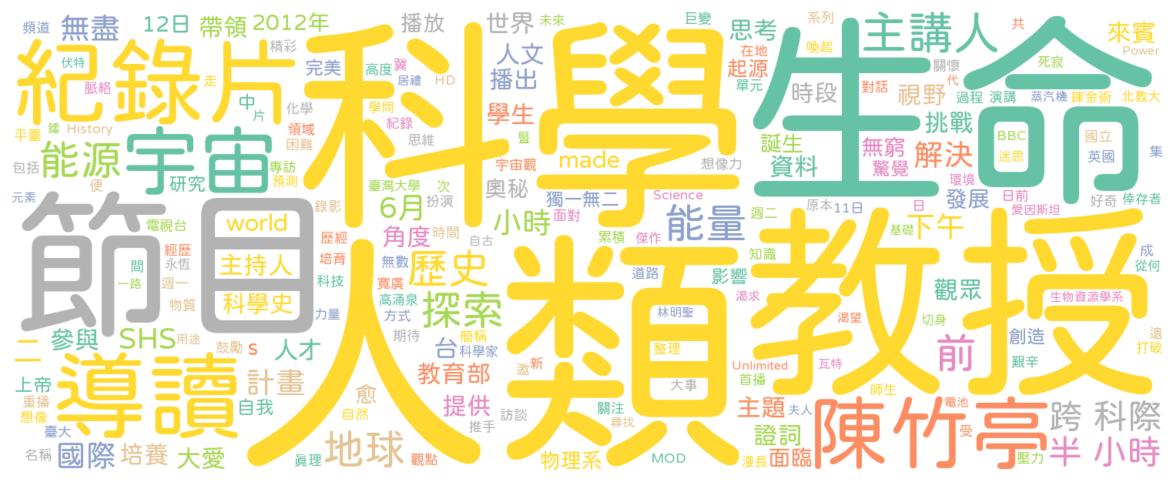 頻道 無盡 12日 帶領 2012年 播放 世界 未來 巨變 思考 系列 喚起 主講人 共 來賓
伏特 精彩 人文 在地 關懷 死寂 Power
紀錄片 科學 生命
脈絡 走 完美 高度 冀 播出 起源 單元 對話 代
居禮 HD 時段 視野 過程 演講 蒸汽機 鍊金術 北教大
平臺 鐳 History 中 片 化學 學問 紀錄 學生 誕生 挑戰 BBC 國立
包括 能源 宇宙 領域 困難 思維 暨 無窮 解決 迷思 英國 集
研究 專訪 預測 宇宙觀 made 想像力 資料 驚覺
元素 便 臺灣大學 次 奧秘 獨一無二 Science 環境 發展 日前 好奇 倖存者
節目 電視台 world 錄影 6月 扮演 小時 面對 能量 週二 原本 11日 日 愛因斯坦
經歷 歷經 角度 時間 累積 傑作 基礎 下午 成
間 永恆 主持人 培育 無數 自古 人類 知識 教授 從何
一路 週一 科技 寬廣 歷史 道路 影響 觀眾
物質 科學史 高涌泉 探索 渴求 生物資源學系
參與 SHS 用途 力量 方式 林明聖 渴望 切身 創造 遠
二 鼓勵 s 人才 期待 台 簡稱 科學家 整理 瓦特 前 艱辛 打破
上帝 導讀 計畫 愈 教育部 邀 新 大事 Unlimited 首播
重播 自我 師生
想像 自然 提供 訪談 關注 主題 夫人 陳竹亭 電池 跨 科際
臺大 推手 尋找 證詞 受
名稱 國際 培養 大愛 真理 地球 觀點 物理系 MOD 漫長 面臨 壓力 半 小時